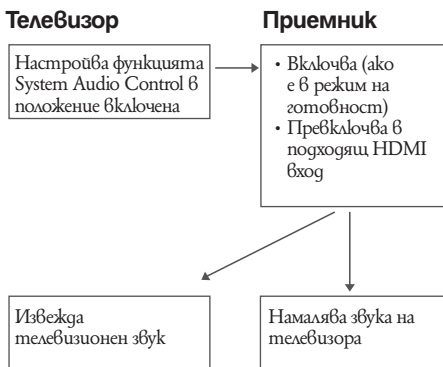 Телевизор
Приемник
Настройва функцията
System Audio Control в
положение включена
• Включва (ако
е в режим на
готовност)
• Превключва в
подходящ HDMI
вход
Извежда
телевизионен звук
Намалява звука на
телевизора